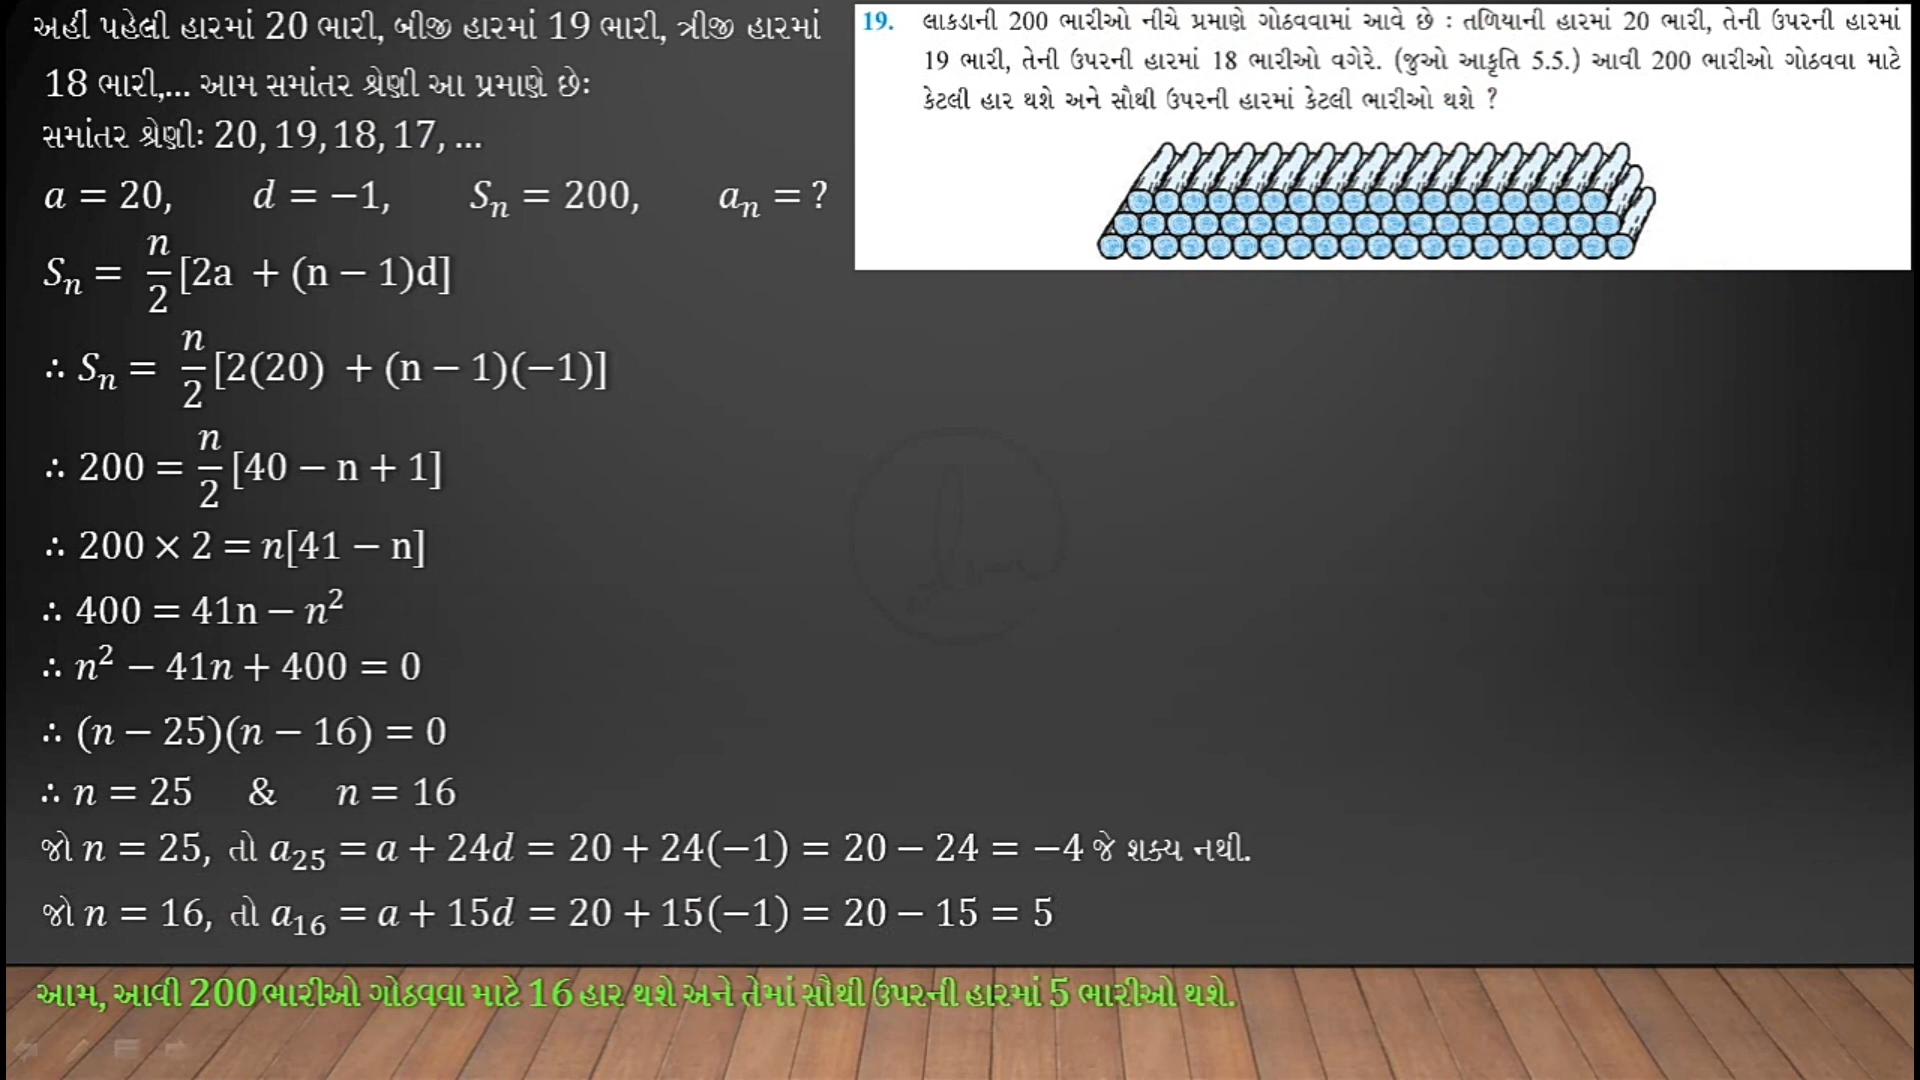 અહીં પહેલી હારમાં 20 ભારી, બીજી હારમાં 19 ભારી, ત્રીજી હારમાં
18 ભારી,... આમ સમાંતર શ્રેણી આ પ્રમાણે છેઃ
સમાંતર શ્રેણીઃ 20, 19, 18, 17, ...
a = 20, d = −1, Sₙ = 200, aₙ = ?
Sₙ = n/2 [2a + (n − 1)d]
∴ Sₙ = n/2 [2(20) + (n − 1)(−1)]
∴ 200 = n/2 [40 − n + 1]
∴ 200 × 2 = n[41 − n]
∴ 400 = 41n − n²
∴ n² − 41n + 400 = 0
∴ (n − 25)(n − 16) = 0
∴ n = 25 & n = 16
જો n = 25, તો a₂₅ = a + 24d = 20 + 24(−1) = 20 − 24 = −4 જે શક્ય નથી.
જો n = 16, તો a₁₆ = a + 15d = 20 + 15(−1) = 20 − 15 = 5
આમ, આવી 200 ભારીઓ ગોઠવવા માટે 16 હાર થશે અને તેમાં સૌથી ઉપરની હારમાં 5 ભારીઓ થશે.
19. લાકડાની 200 ભારીઓ નીચે પ્રમાણે ગોઠવવામાં આવે છે : તળિયાની હારમાં 20 ભારી, તેની ઉપરની હારમાં
19 ભારી, તેની ઉપરની હારમાં 18 ભારીઓ વગેરે. (જુઓ આકૃતિ 5.5.) આવી 200 ભારીઓ ગોઠવવા માટે
કેટલી હાર થશે અને સૌથી ઉપરની હારમાં કેટલી ભારીઓ થશે ?